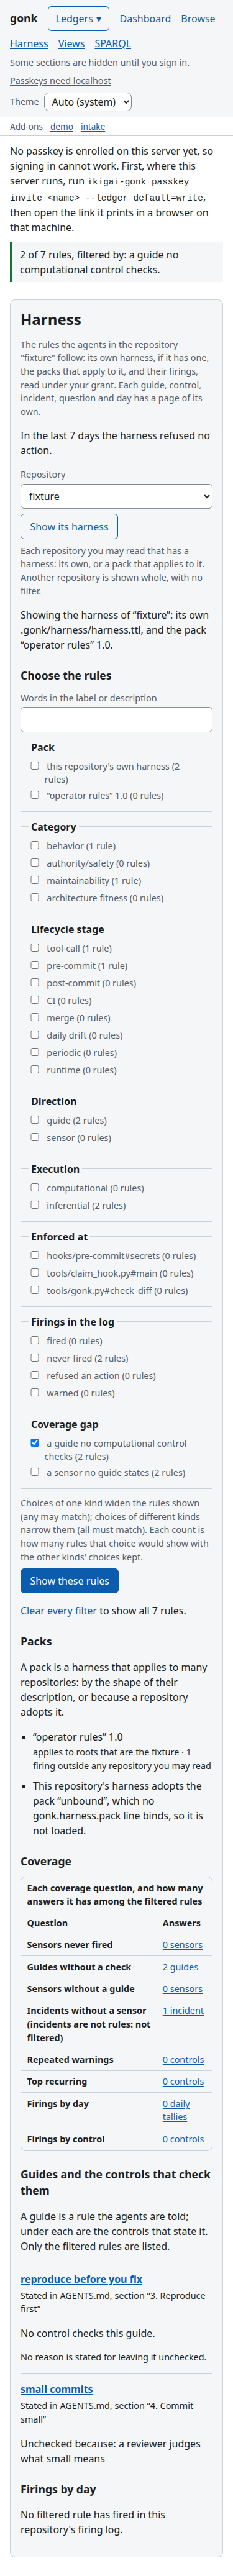 gonk Ledgers ▾ Dashboard Browse
Harness Views SPARQL
Some sections are hidden until you sign in.
Passkeys need localhost
Theme Auto (system)
Add-ons demo intake
No passkey is enrolled on this server yet, so
signing in cannot work. First, where this
server runs, run ikigai-gonk passkey
invite <name> --ledger default=write,
then open the link it prints in a browser on
that machine.
2 of 7 rules, filtered by: a guide no
computational control checks.
Harness
The rules the agents in the repository
"fixture" follow: its own harness, if it has one,
the packs that apply to it, and their firings,
read under your grant. Each guide, control,
incident, question and day has a page of its
own.
In the last 7 days the harness refused no
action.
Repository
fixture
Show its harness
Each repository you may read that has a
harness: its own, or a pack that applies to it.
Another repository is shown whole, with no
filter.
Showing the harness of “fixture”: its own
.gonk/harness/harness.ttl, and the pack
“operator rules” 1.0.
Choose the rules
Words in the label or description
Pack
this repository's own harness (2
rules)
“operator rules” 1.0 (0 rules)
Category
behavior (1 rule)
authority/safety (0 rules)
maintainability (1 rule)
architecture fitness (0 rules)
Lifecycle stage
tool-call (1 rule)
pre-commit (1 rule)
post-commit (0 rules)
CI (0 rules)
merge (0 rules)
daily drift (0 rules)
periodic (0 rules)
runtime (0 rules)
Direction
guide (2 rules)
sensor (0 rules)
Execution
computational (0 rules)
inferential (2 rules)
Enforced at
hooks/pre-commit#secrets (0 rules)
tools/claim_hook.py#main (0 rules)
tools/gonk.py#check_diff (0 rules)
Firings in the log
fired (0 rules)
never fired (2 rules)
refused an action (0 rules)
warned (0 rules)
Coverage gap
a guide no computational control
checks (2 rules)
a sensor no guide states (2 rules)
Choices of one kind widen the rules shown
(any may match); choices of different kinds
narrow them (all must match). Each count is
how many rules that choice would show with
the other kinds' choices kept.
Show these rules
Clear every filter to show all 7 rules.
Packs
A pack is a harness that applies to many
repositories: by the shape of their
description, or because a repository
adopts it.
• “operator rules” 1.0
applies to roots that are the fixture · 1
firing outside any repository you may read
• This repository's harness adopts the
pack “unbound”, which no
gonk.harness.pack line binds, so it is
not loaded.
Coverage
Each coverage question, and how many
answers it has among the filtered rules
Question Answers
Sensors never fired 0 sensors
Guides without a check 2 guides
Sensors without a guide 0 sensors
Incidents without a sensor 1 incident
(incidents are not rules: not
filtered)
Repeated warnings 0 controls
Top recurring 0 controls
Firings by day 0 daily
tallies
Firings by control 0 controls
Guides and the controls that check
them
A guide is a rule the agents are told;
under each are the controls that state it.
Only the filtered rules are listed.
reproduce before you fix
Stated in AGENTS.md, section “3. Reproduce
first”
No control checks this guide.
No reason is stated for leaving it unchecked.
small commits
Stated in AGENTS.md, section “4. Commit
small”
Unchecked because: a reviewer judges
what small means
Firings by day
No filtered rule has fired in this
repository's firing log.